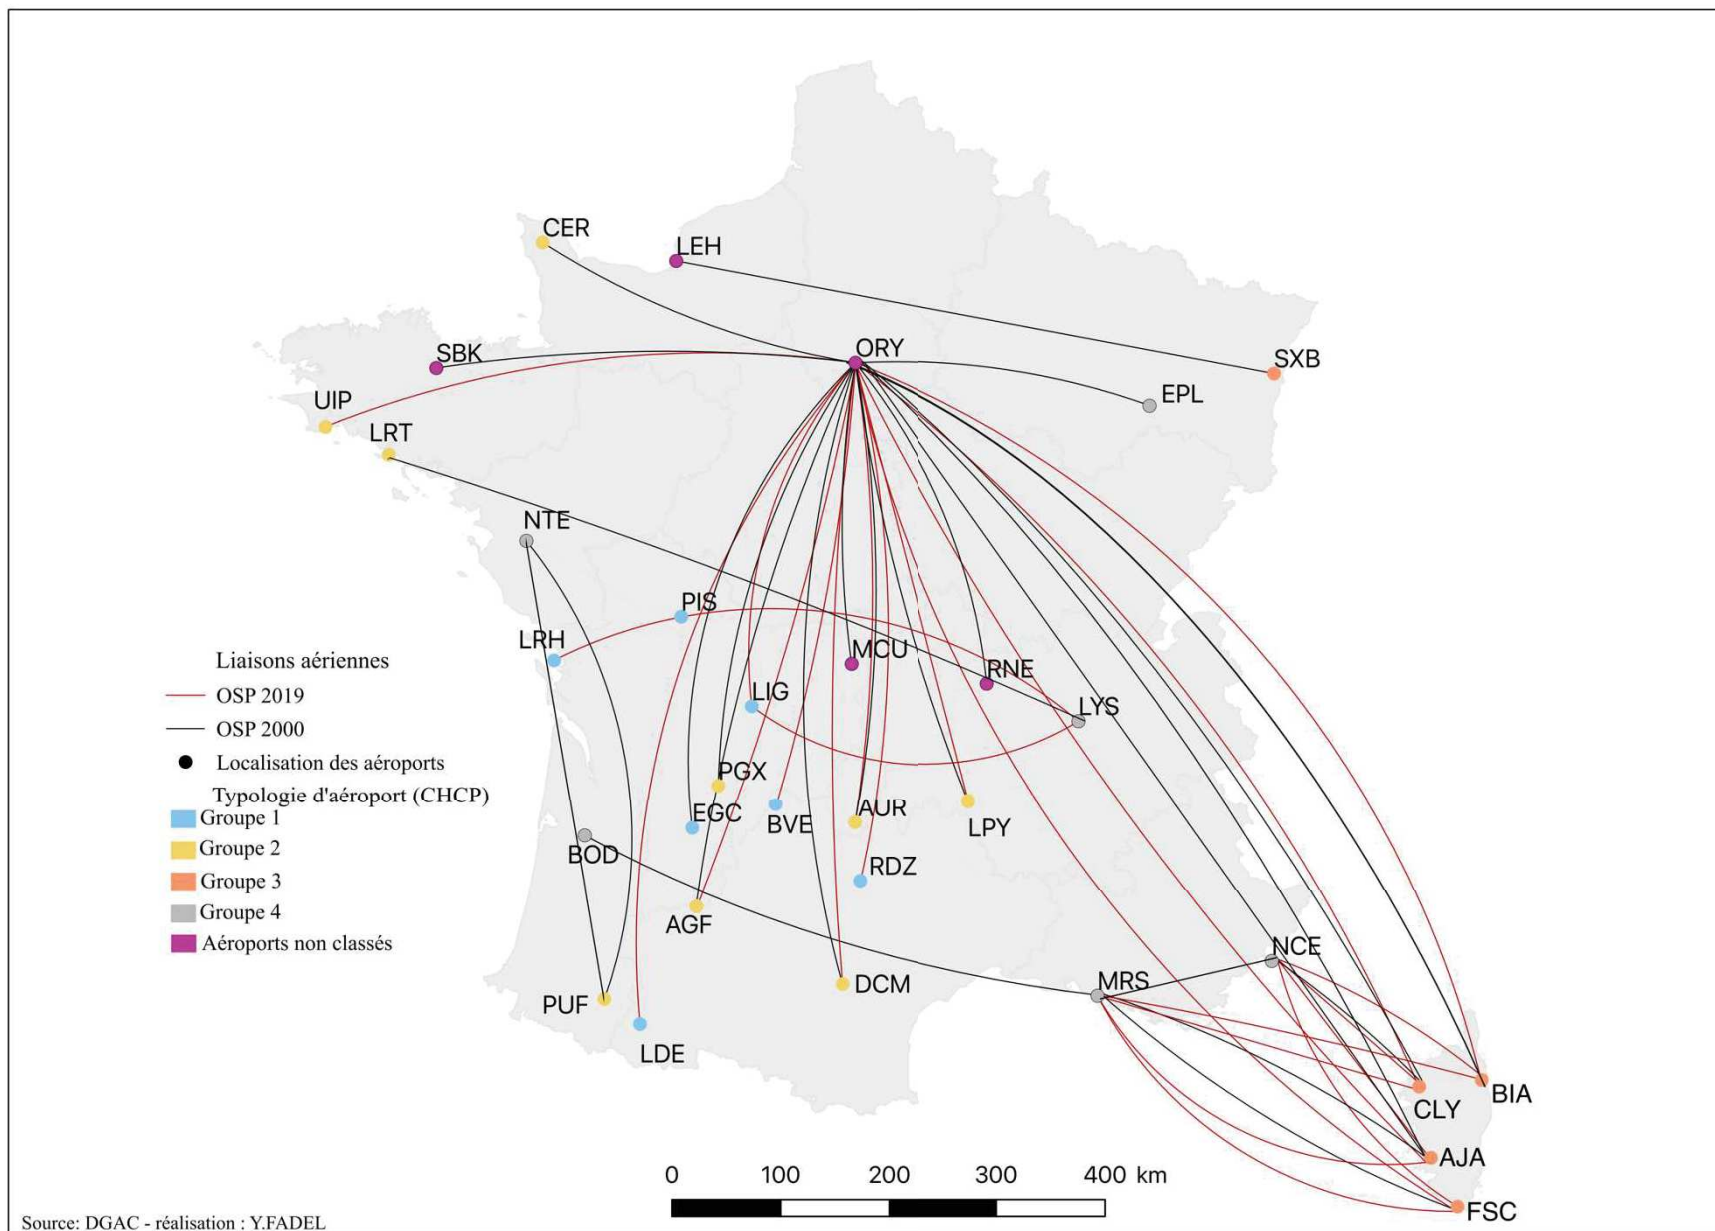 CER
LEH
ORY
SBK
SXB
EPL
UIP
LRT
NTE
PIS
LRH
MCU
RNE
LIG
LYS
Liaisons aériennes
OSP 2019
OSP 2000
Localisation des aéroports
Typologie d'aéroport (CHCP)
Groupe 1
Groupe 2
Groupe 3
Groupe 4
Aéroports non classés
PGX
EGC
BVE
AUR
LPY
BOD
RDZ
AGF
NCE
MRS
DCM
PUF
LDE
BIA
CLY
AJA
FSC
0 100 200 300 400 km
Source: DGAC - réalisation : Y.FADEL